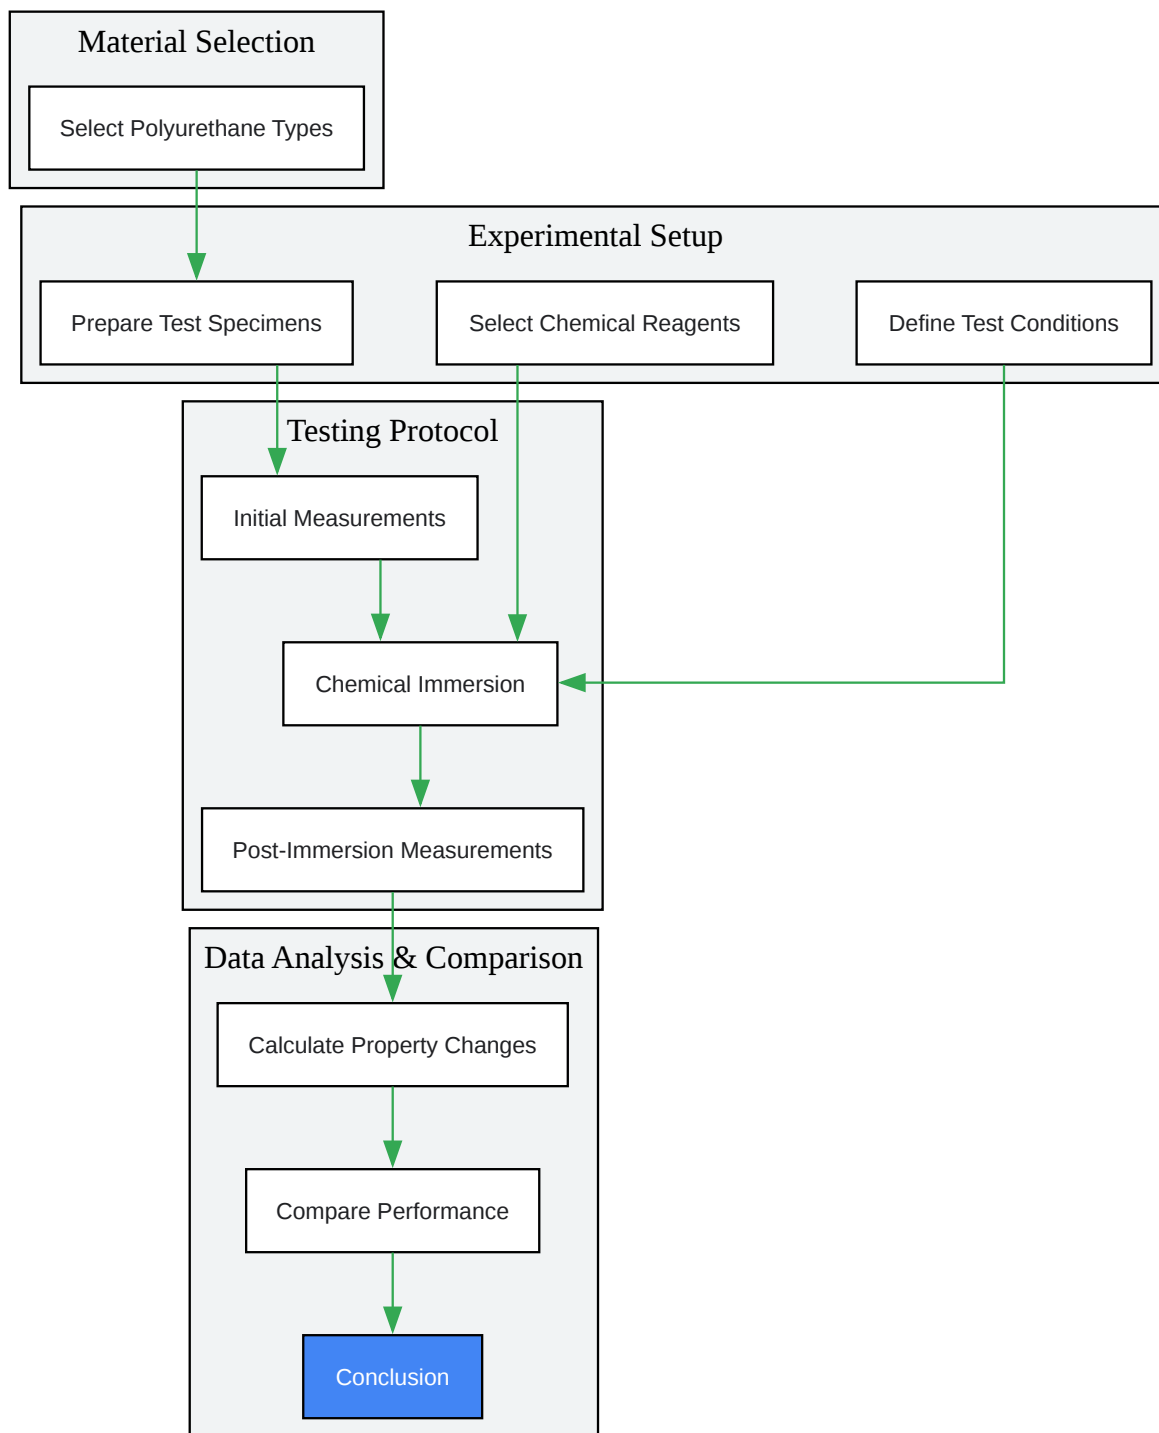 Material Selection
Select Polyurethane Types
Experimental Setup
Prepare Test Specimens
Select Chemical Reagents
Define Test Conditions
Testing Protocol
Initial Measurements
Chemical Immersion
Post-Immersion Measurements
Data Analysis & Comparison
Calculate Property Changes
Compare Performance
Conclusion